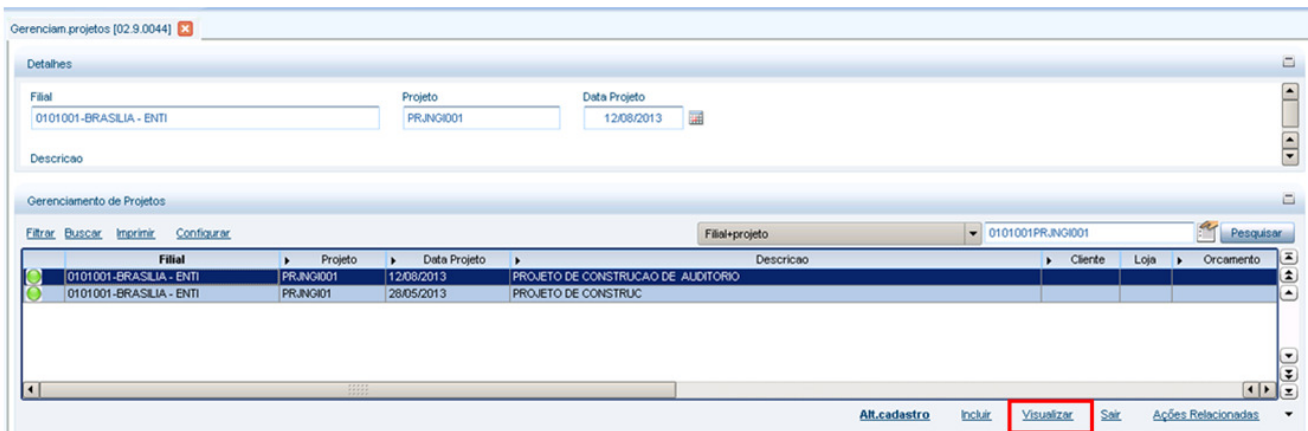 Gerenciam.projetos [02.9.0044]
Detalhes
Filial Projeto Data Projeto
0101001-BRASILIA - ENTI PRJNGI001 12/08/2013
Descricao
Gerenciamento de Projetos
Filtrar Buscar Imprimir Configurar Filial+projeto 0101001PRJNGI001 Pesquisar
Filial Projeto Data Projeto Descricao Cliente Loja Orcamento
0101001-BRASILIA - ENTI PRJNGI001 12/08/2013 PROJETO DE CONSTRUCAO DE AUDITORIO
0101001-BRASILIA - ENTI PRJNGI01 28/05/2013 PROJETO DE CONSTRUC
Alt.cadastro Incluir Visualizar Sair Ações Relacionadas